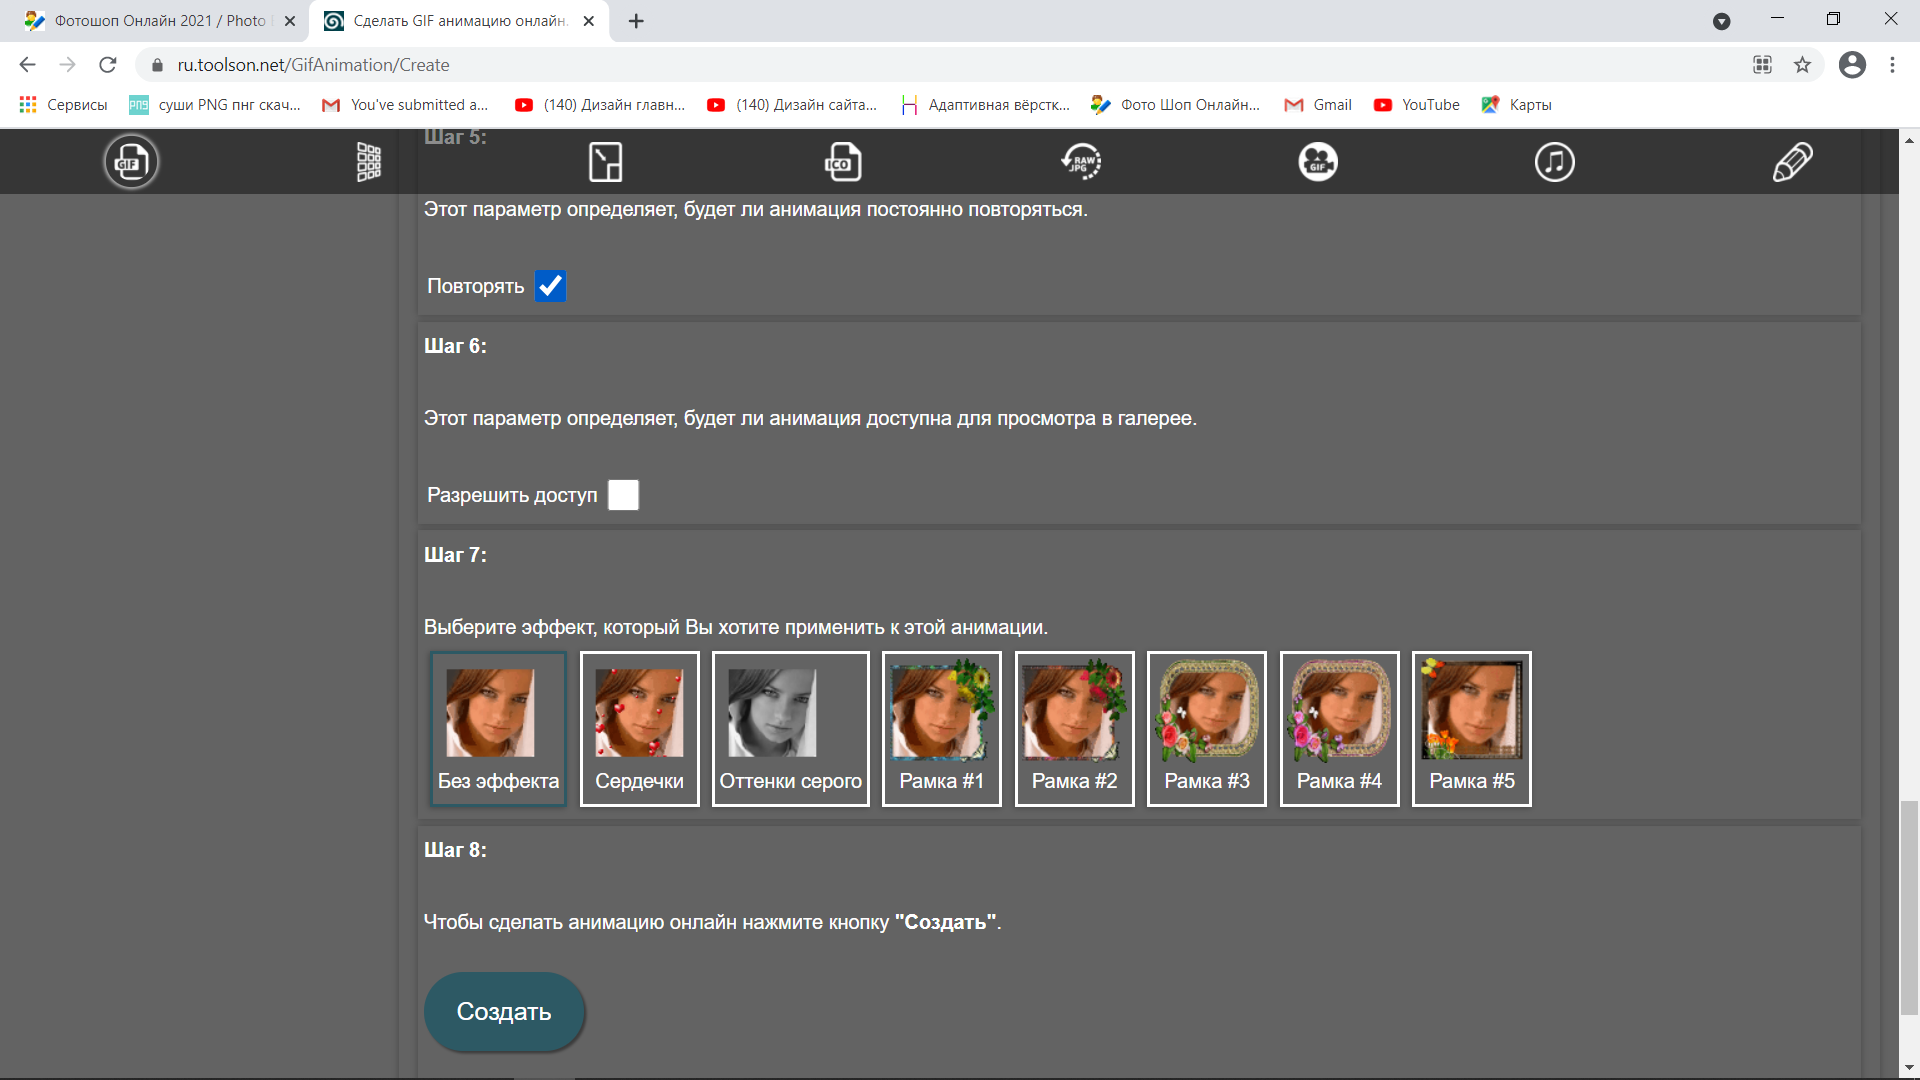 Фотошоп Онлайн 2021 / Photo
Сделать GIF анимацию онлайн.
ru.toolson.net/GifAnimation/Create
Сервисы
png
суши PNG пнг скач...
You've submitted a...
(140) Дизайн главн...
(140) Дизайн сайта...
Адаптивная вёрстк...
Фото Шоп Онлайн...
Gmail
YouTube
Карты
Шаг 5:
GIF
ICO
RAW
JPG
GIF
Этот параметр определяет, будет ли анимация постоянно повторяться.
Повторять
Шаг 6:
Этот параметр определяет, будет ли анимация доступна для просмотра в галерее.
Разрешить доступ
Шаг 7:
Выберите эффект, который Вы хотите применить к этой анимации.
Без эффекта
Сердечки
Оттенки серого
Рамка #1
Рамка #2
Рамка #3
Рамка #4
Рамка #5
Шаг 8:
Чтобы сделать анимацию онлайн нажмите кнопку "Создать".
Создать